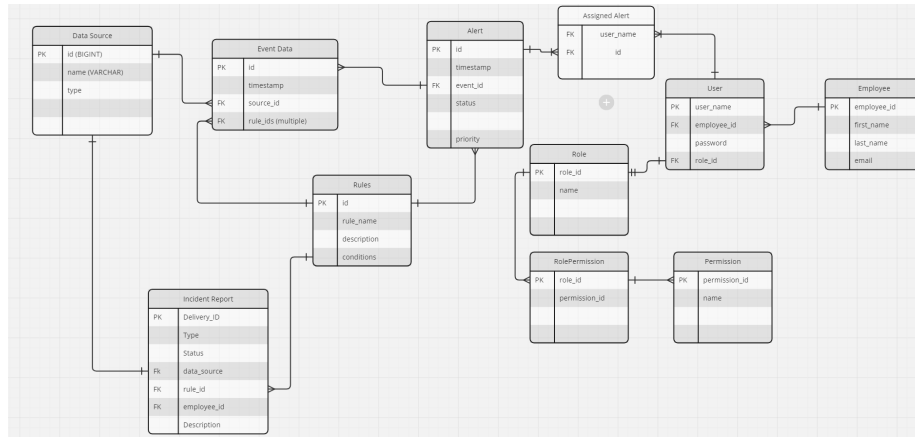 Data Source
PK id (BIGINT)
name (VARCHAR)
type
Event Data
PK id
timestamp
FK source_id
FK rule_ids (multiple)
Alert
PK id
timestamp
FK event_id
status
priority
Assigned Alert
FK user_name
FK id
User
PK user_name
FK employee_id
password
FK role_id
Employee
PK employee_id
first_name
last_name
email
Role
PK role_id
name
Rules
PK id
rule_name
description
conditions
RolePermission
PK role_id
permission_id
Permission
PK permission_id
name
Incident Report
PK Delivery_ID
Type
Status
Fk data_source
FK rule_id
FK employee_id
Description